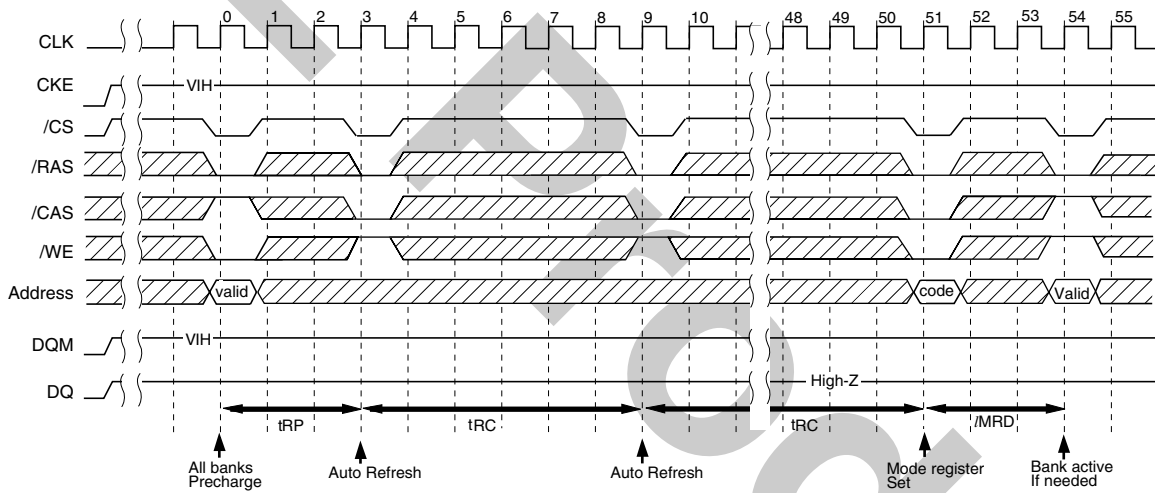 0 1 2 3 4 5 6 7 8 9 10 48 49 50 51 52 53 54 55
CLK
CKE VIH
/CS
/RAS
/CAS
/WE
Address valid code Valid
DQM VIH
DQ High-Z
tRP tRC tRC lMRD
All banks
Precharge
Auto Refresh
Auto Refresh
Mode register
Set
Bank active
If needed